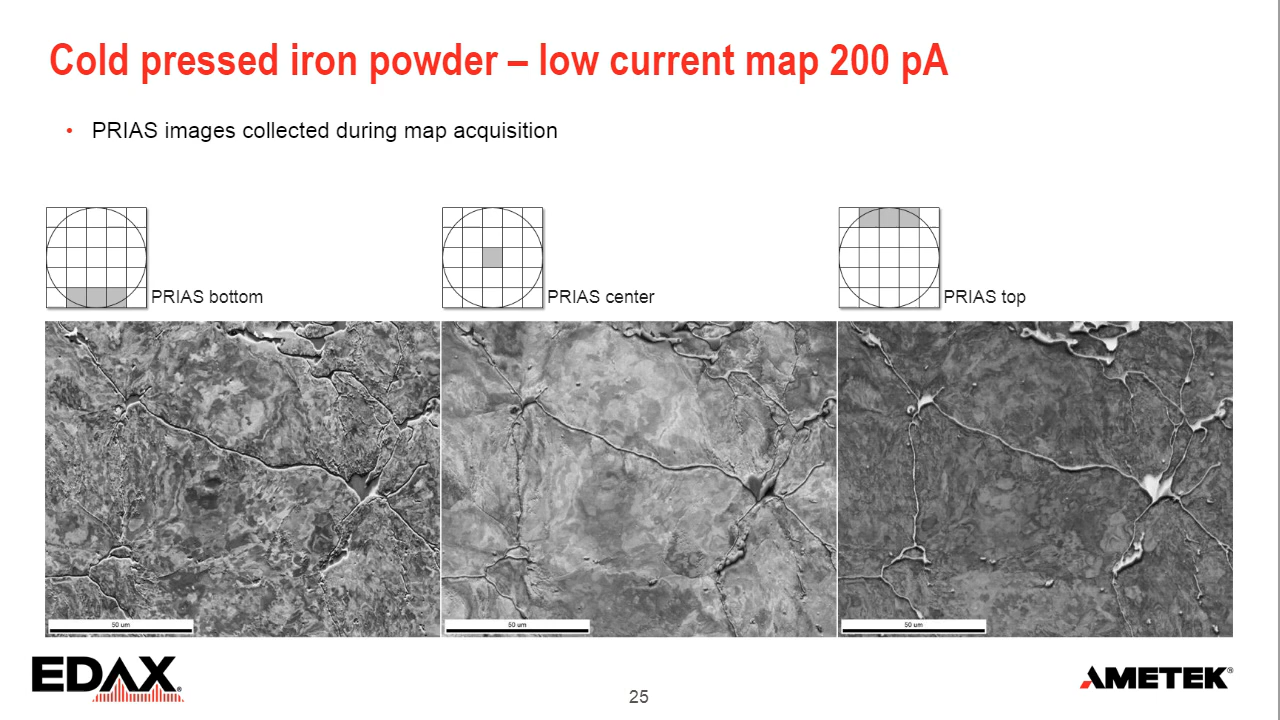 Cold pressed iron powder – low current map 200 pA
• PRIAS images collected during map acquisition
PRIAS bottom
PRIAS center
PRIAS top
50 um
50 um
50 um
EDAX®
AMETEK®
25